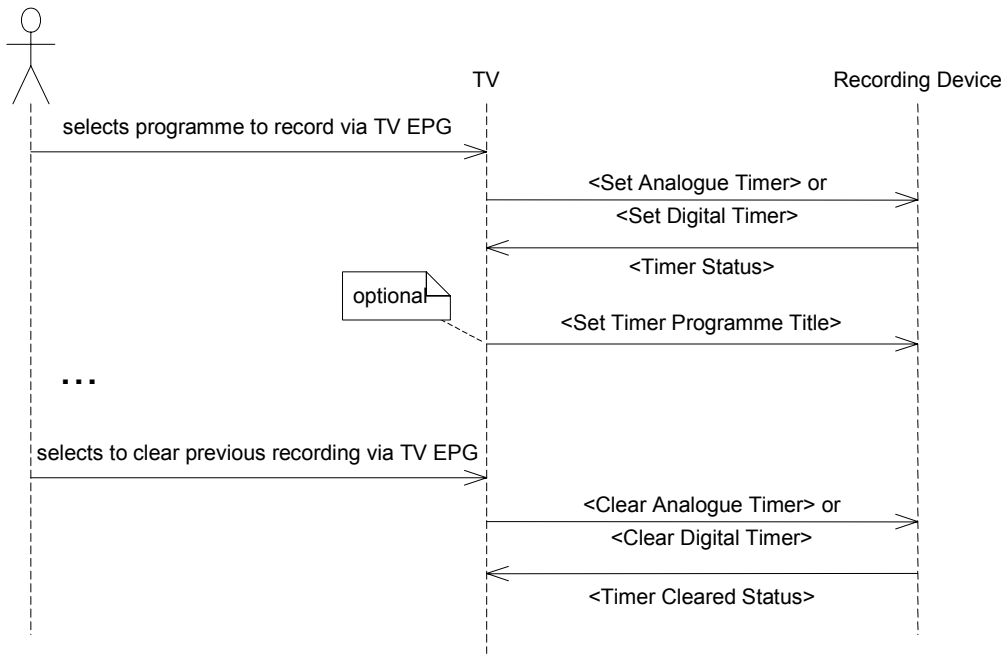 TV
Recording Device
selects programme to record via TV EPG
<Set Analogue Timer> or
<Set Digital Timer>
<Timer Status>
optional
<Set Timer Programme Title>
...
selects to clear previous recording via TV EPG
<Clear Analogue Timer> or
<Clear Digital Timer>
<Timer Cleared Status>